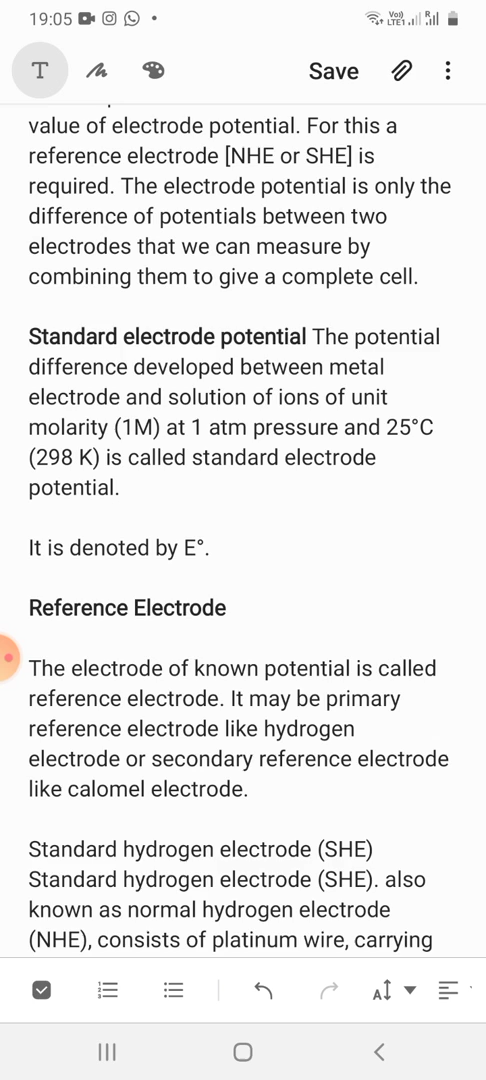 19:05
Vo)) R
LTE1
T Save
value of electrode potential. For this a
reference electrode [NHE or SHE] is
required. The electrode potential is only the
difference of potentials between two
electrodes that we can measure by
combining them to give a complete cell.
Standard electrode potential The potential
difference developed between metal
electrode and solution of ions of unit
molarity (1M) at 1 atm pressure and 25°C
(298 K) is called standard electrode
potential.
It is denoted by E°.
Reference Electrode
The electrode of known potential is called
reference electrode. It may be primary
reference electrode like hydrogen
electrode or secondary reference electrode
like calomel electrode.
Standard hydrogen electrode (SHE)
Standard hydrogen electrode (SHE). also
known as normal hydrogen electrode
(NHE), consists of platinum wire, carrying